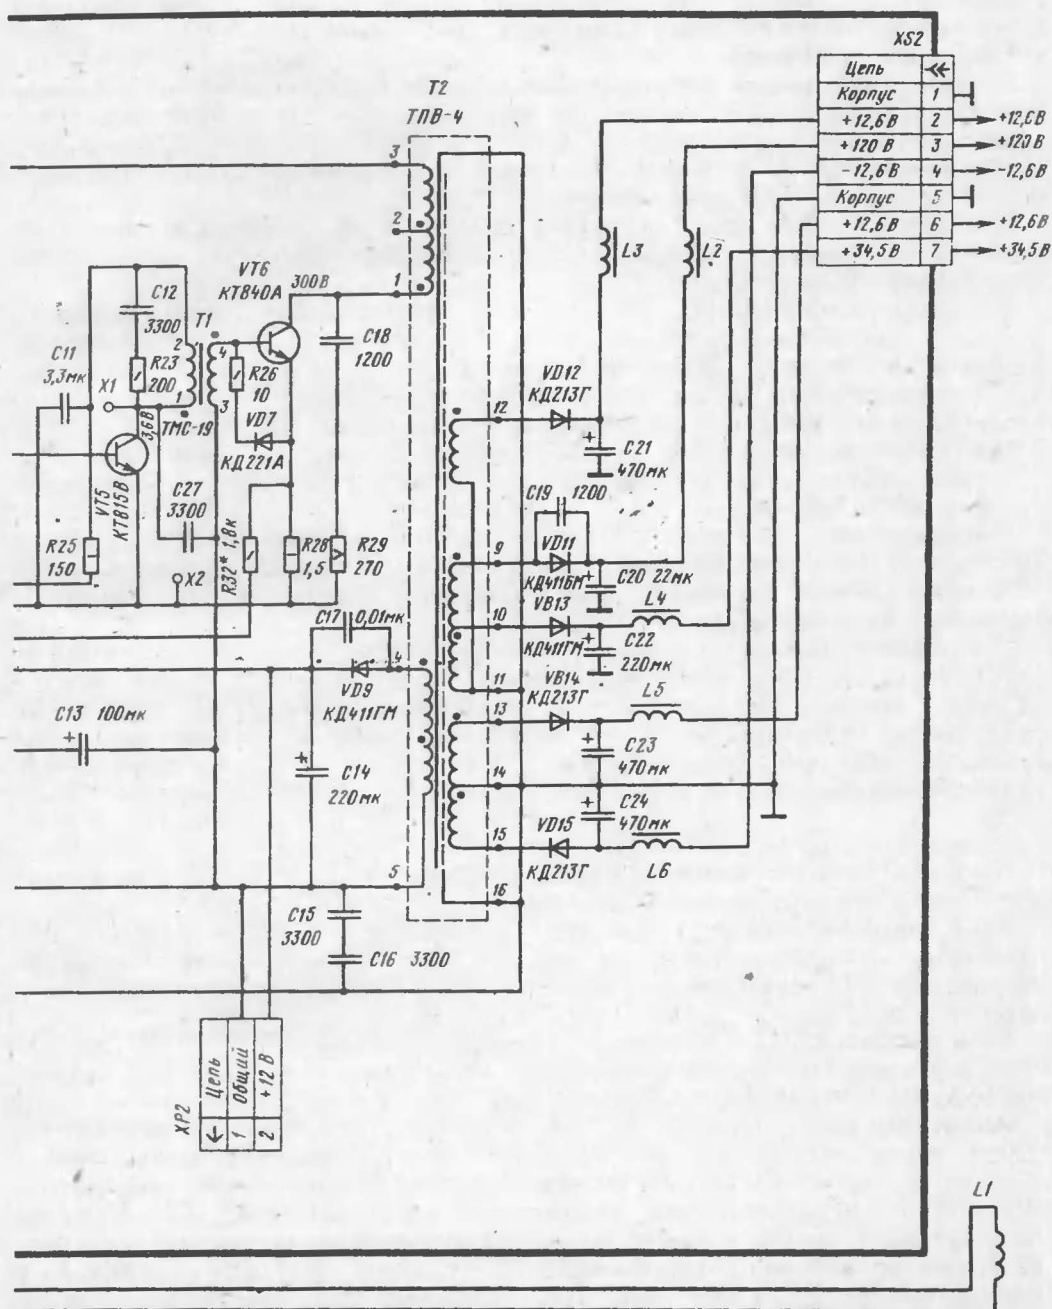 XS2
Цепь
Корпус 1
+12,6В 2 +12,6В
+120 В 3 +120 В
-12,6В 4 -12,6В
Корпус 5
+12,6В 6 +12,6В
+34,5В 7 +34,5В
T2
ТПВ-4
3
2
1
L3
L2
VT6
КТ840А
300В
C12
3300
T1
2
4
C18
1200
C11
3,3мк
R23
200
X1
1
3
R26
10
3,6В
ТМС-19
VD7
КД221А
VD12
КД213Г
12
C21
470мк
VT5
КТ815В
C27
3300
C19 1200
9
VD11
КД411БМ
C20 22мк
R25
150
X2
R32* 1,8к
R28
1,5
R29
270
10
VB13
КД411ГМ
L4
C22
220мк
C17 0,01мк
4
VD9
КД411ГМ
11
VB14
КД213Г
L5
13
C13 100мк
C14
220мк
C23
470мк
14
C24
470мк
15
VD15
КД213Г
L6
5
16
C15
3300
C16 3300
XP2
Цепь
1 Общий
2 +12 В
L1